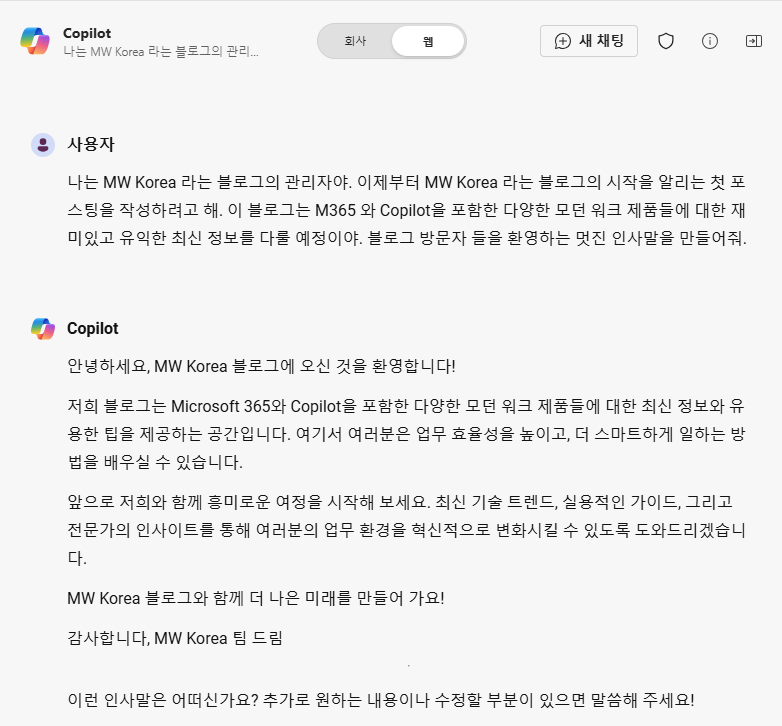 Copilot
나는 MW Korea 라는 블로그의 관리...
회사
웹
새 채팅
사용자
나는 MW Korea 라는 블로그의 관리자야. 이제부터 MW Korea 라는 블로그의 시작을 알리는 첫 포
스팅을 작성하려고 해. 이 블로그는 M365 와 Copilot을 포함한 다양한 모던 워크 제품들에 대한 재
미있고 유익한 최신 정보를 다룰 예정이야. 블로그 방문자 들을 환영하는 멋진 인사말을 만들어줘.
Copilot
안녕하세요, MW Korea 블로그에 오신 것을 환영합니다!
저희 블로그는 Microsoft 365와 Copilot을 포함한 다양한 모던 워크 제품들에 대한 최신 정보와 유
용한 팁을 제공하는 공간입니다. 여기서 여러분은 업무 효율성을 높이고, 더 스마트하게 일하는 방
법을 배우실 수 있습니다.
앞으로 저희와 함께 흥미로운 여정을 시작해 보세요. 최신 기술 트렌드, 실용적인 가이드, 그리고
전문가의 인사이트를 통해 여러분의 업무 환경을 혁신적으로 변화시킬 수 있도록 도와드리겠습니
다.
MW Korea 블로그와 함께 더 나은 미래를 만들어 가요!
감사합니다, MW Korea 팀 드림
이런 인사말은 어떠신가요? 추가로 원하는 내용이나 수정할 부분이 있으면 말씀해 주세요!